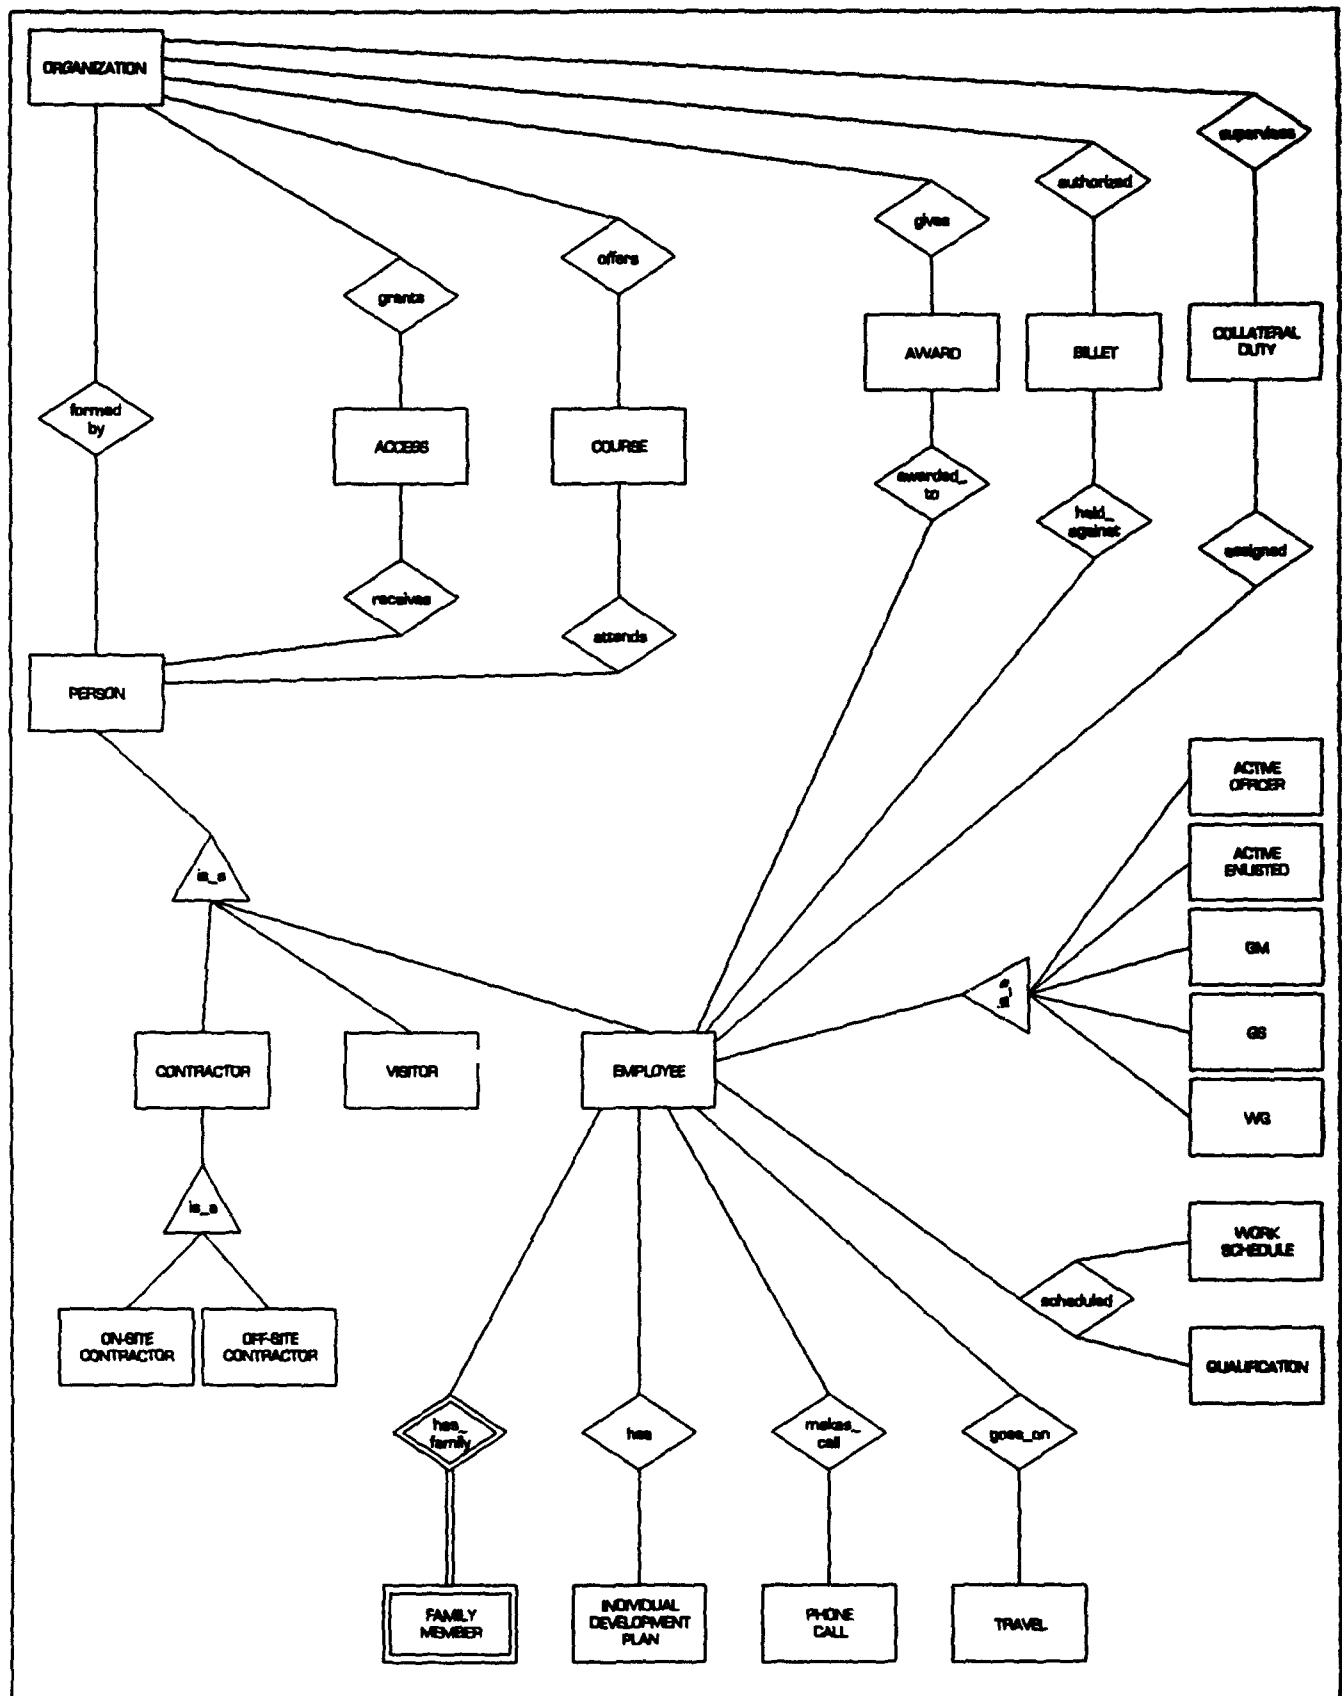 ORGANIZATION
supervises
authorized
gives
offers
grants
COLLATERAL
DUTY
AWARD
BILLET
formed
by
ACCESS
COURSE
awarded_
to
held_
against
assigned
receives
attends
PERSON
ACTIVE
OFFICER
is_a
ACTIVE
ENLISTED
GM
is_a
GS
CONTRACTOR
VISITOR
EMPLOYEE
WG
is_a
WORK
SCHEDULE
scheduled
ON-SITE
CONTRACTOR
OFF-SITE
CONTRACTOR
QUALIFICATION
has_
family
has
makes_
call
goes_on
FAMILY
MEMBER
INDIVIDUAL
DEVELOPMENT
PLAN
PHONE
CALL
TRAVEL